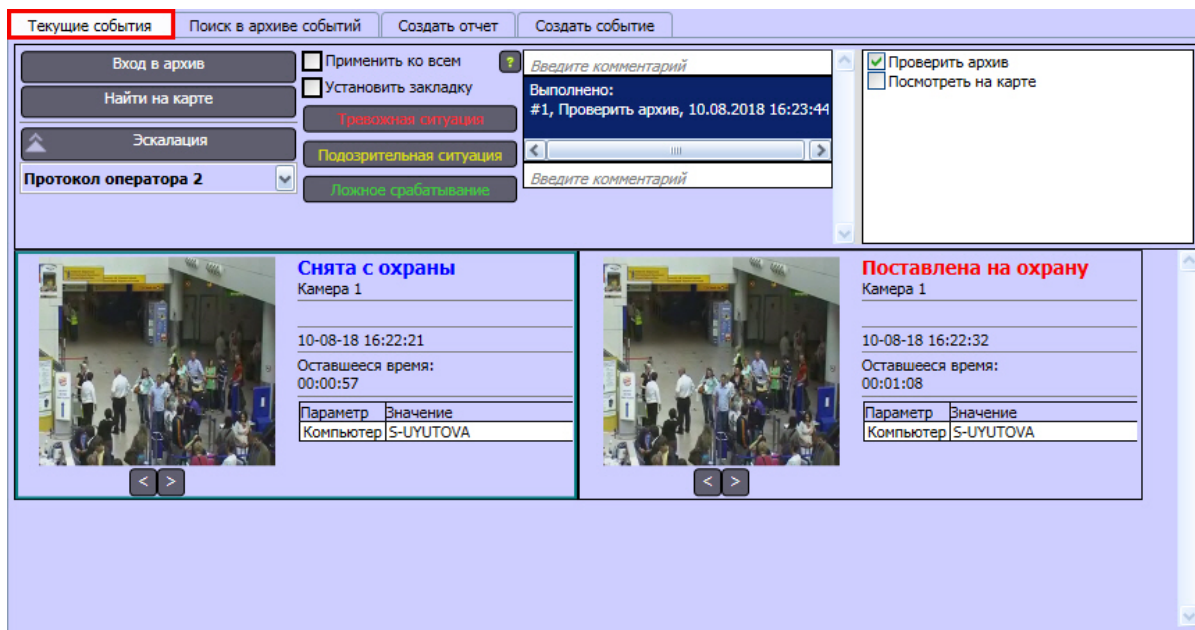 Текущие события
Поиск в архиве событий
Создать отчет
Создать событие
Вход в архив
Найти на карте
Эскалация
Протокол оператора 2
Применить ко всем
?
Установить закладку
Тревожная ситуация
Подозрительная ситуация
Ложное срабатывание
Введите комментарий
Выполнено:
#1, Проверить архив, 10.08.2018 16:23:44
Введите комментарий
Проверить архив
Посмотреть на карте
Снята с охраны
Камера 1
10-08-18 16:22:21
Оставшееся время:
00:00:57
Параметр Значение
Компьютер S-UYUTOVA
< >
Поставлена на охрану
Камера 1
10-08-18 16:22:32
Оставшееся время:
00:01:08
Параметр Значение
Компьютер S-UYUTOVA
< >